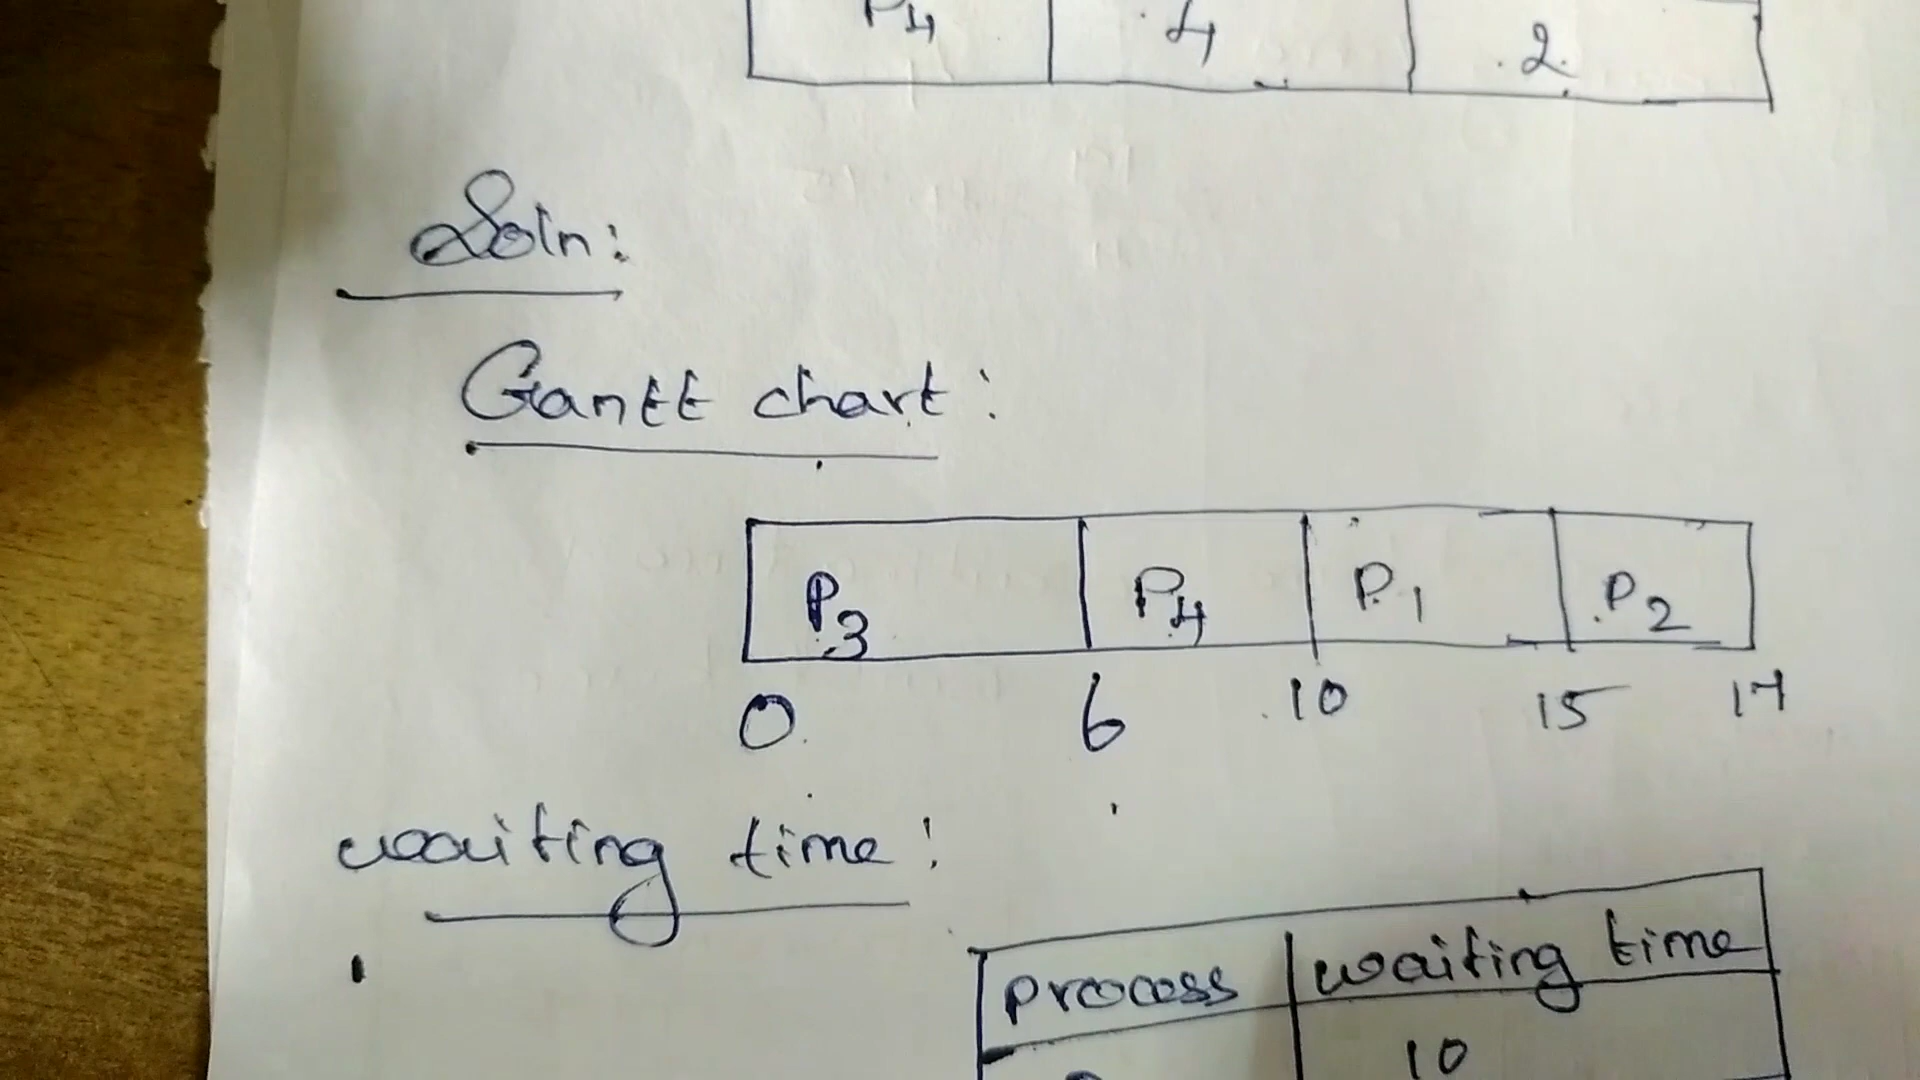 P4 4 2
Soln:
Gantt chart:
P3 P4 P1 P2
0 6 10 15 17
waiting time:
process waiting time
10